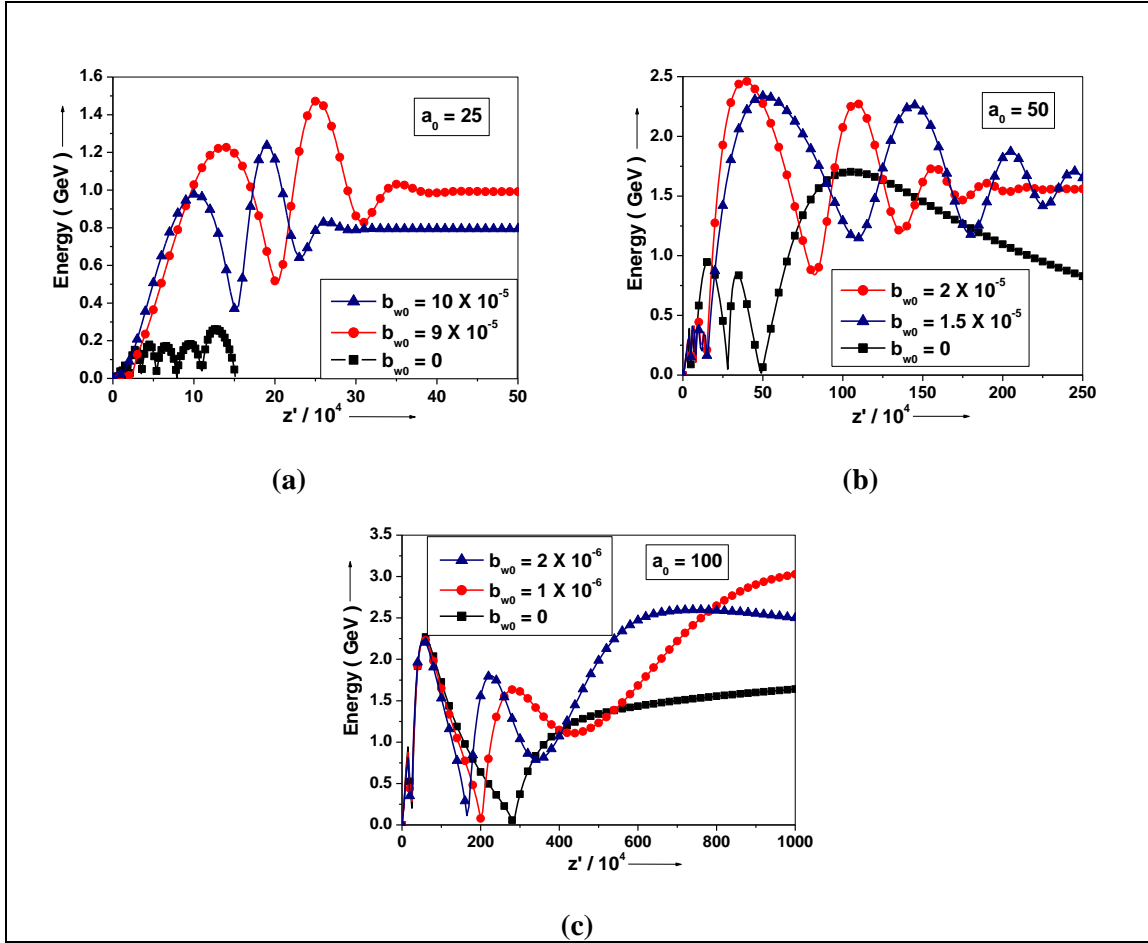 1.6
1.4
1.2
1.0
0.8
0.6
0.4
0.2
0.0
Energy ( GeV )
(a)
a0 = 25
bw0 = 10 X 10-5
bw0 = 9 X 10-5
bw0 = 0
0 10 20 30 40 50
z' / 104
(a)
2.5
2.0
1.5
1.0
0.5
0.0
Energy ( GeV )
(b)
a0 = 50
bw0 = 2 X 10-5
bw0 = 1.5 X 10-5
bw0 = 0
0 50 100 150 200 250
z' / 104
(b)
3.5
3.0
2.5
2.0
1.5
1.0
0.5
0.0
Energy ( GeV )
bw0 = 2 X 10-6
bw0 = 1 X 10-6
bw0 = 0
a0 = 100
0 200 400 600 800 1000
z' / 104
(c)